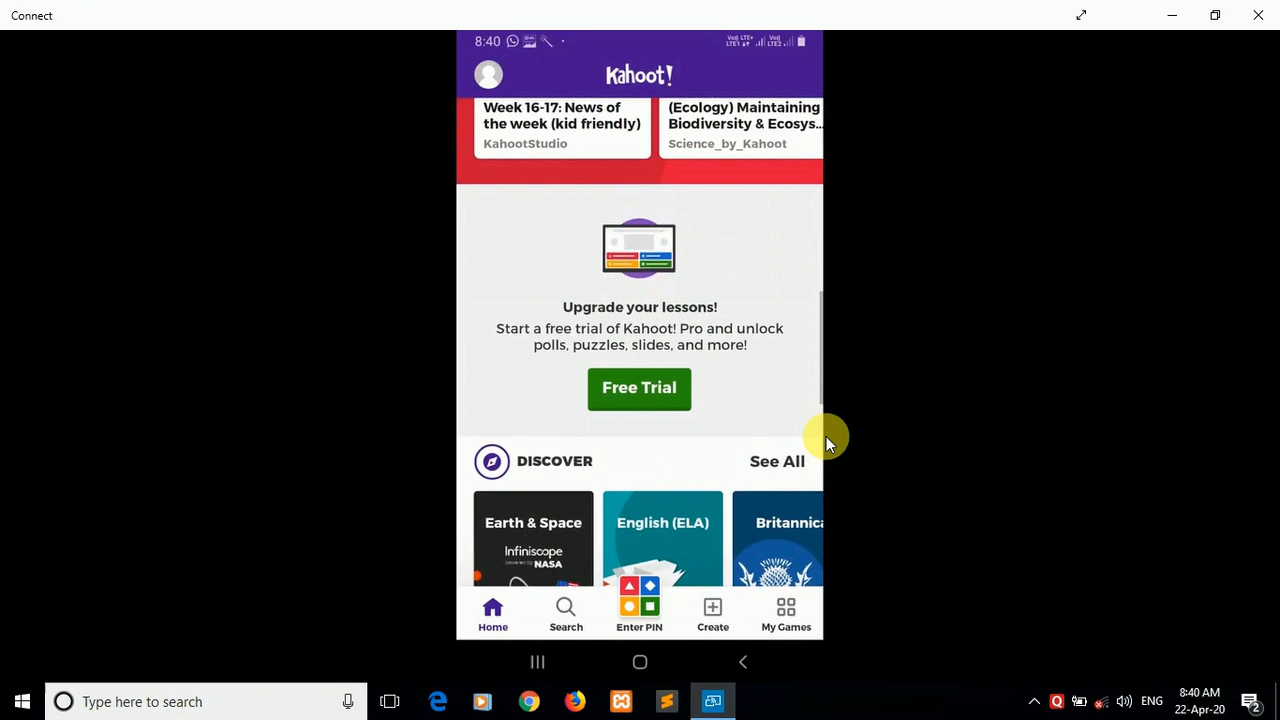 Connect
8:40
Kahoot!
Week 16-17: News of
the week (kid friendly)
KahootStudio
(Ecology) Maintaining
Biodiversity & Ecosys...
Science_by_Kahoot
Upgrade your lessons!
Start a free trial of Kahoot! Pro and unlock
polls, puzzles, slides, and more!
Free Trial
DISCOVER
See All
Earth & Space
Infiniscope
powered by NASA
English (ELA)
Britannica
Home
Search
Enter PIN
Create
My Games
Type here to search
ENG
8:40 AM
22-Apr-20
2